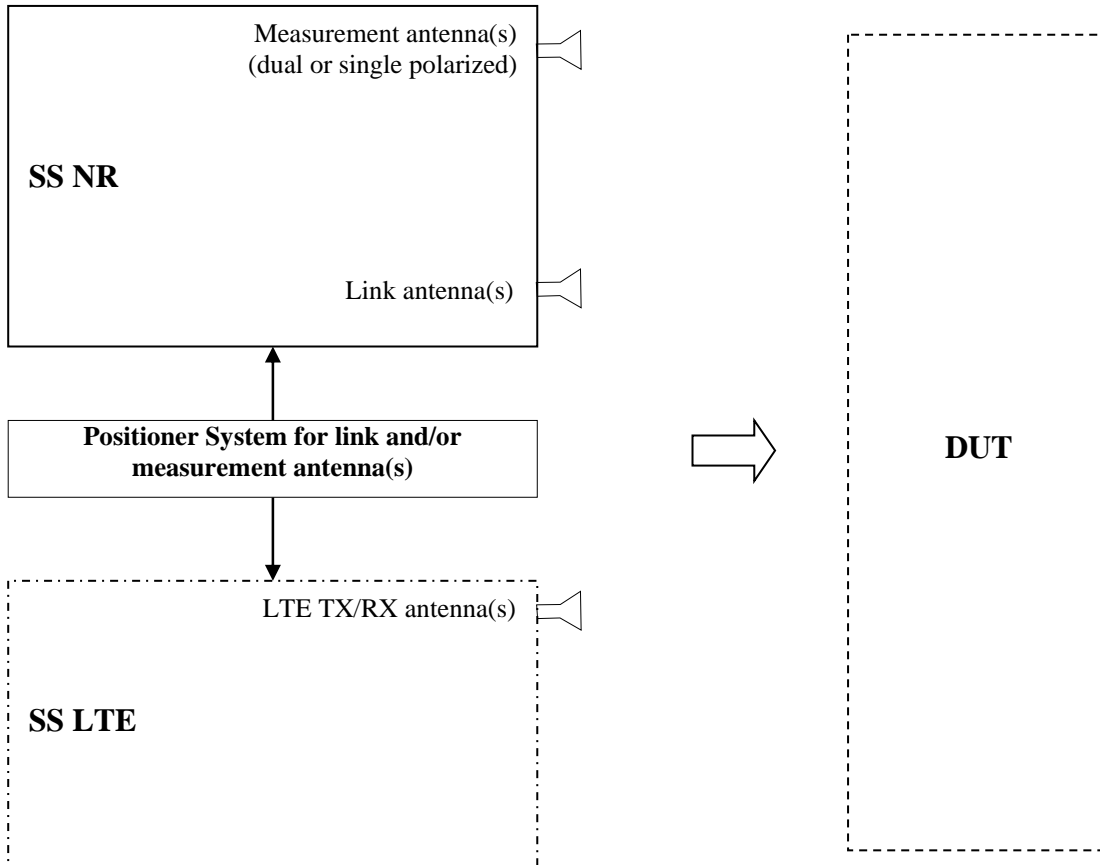 Measurement antenna(s)
(dual or single polarized)
SS NR
Link antenna(s)
Positioner System for link and/or
measurement antenna(s)
DUT
LTE TX/RX antenna(s)
SS LTE